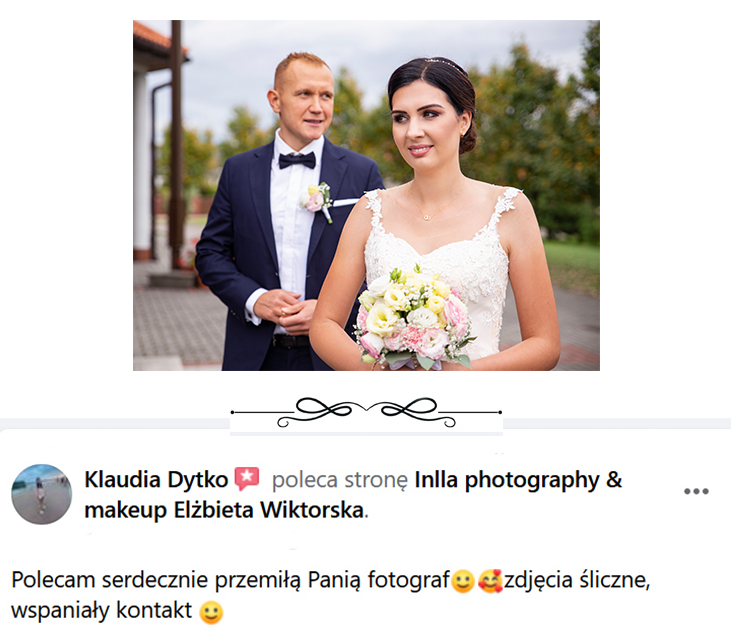 Klaudia Dytko poleca stronę Inlla photography &
makeup Elżbieta Wiktorska.
Polecam serdecznie przemiłą Panią fotograf🙂🥰zdjęcia śliczne,
wspaniały kontakt 🙂